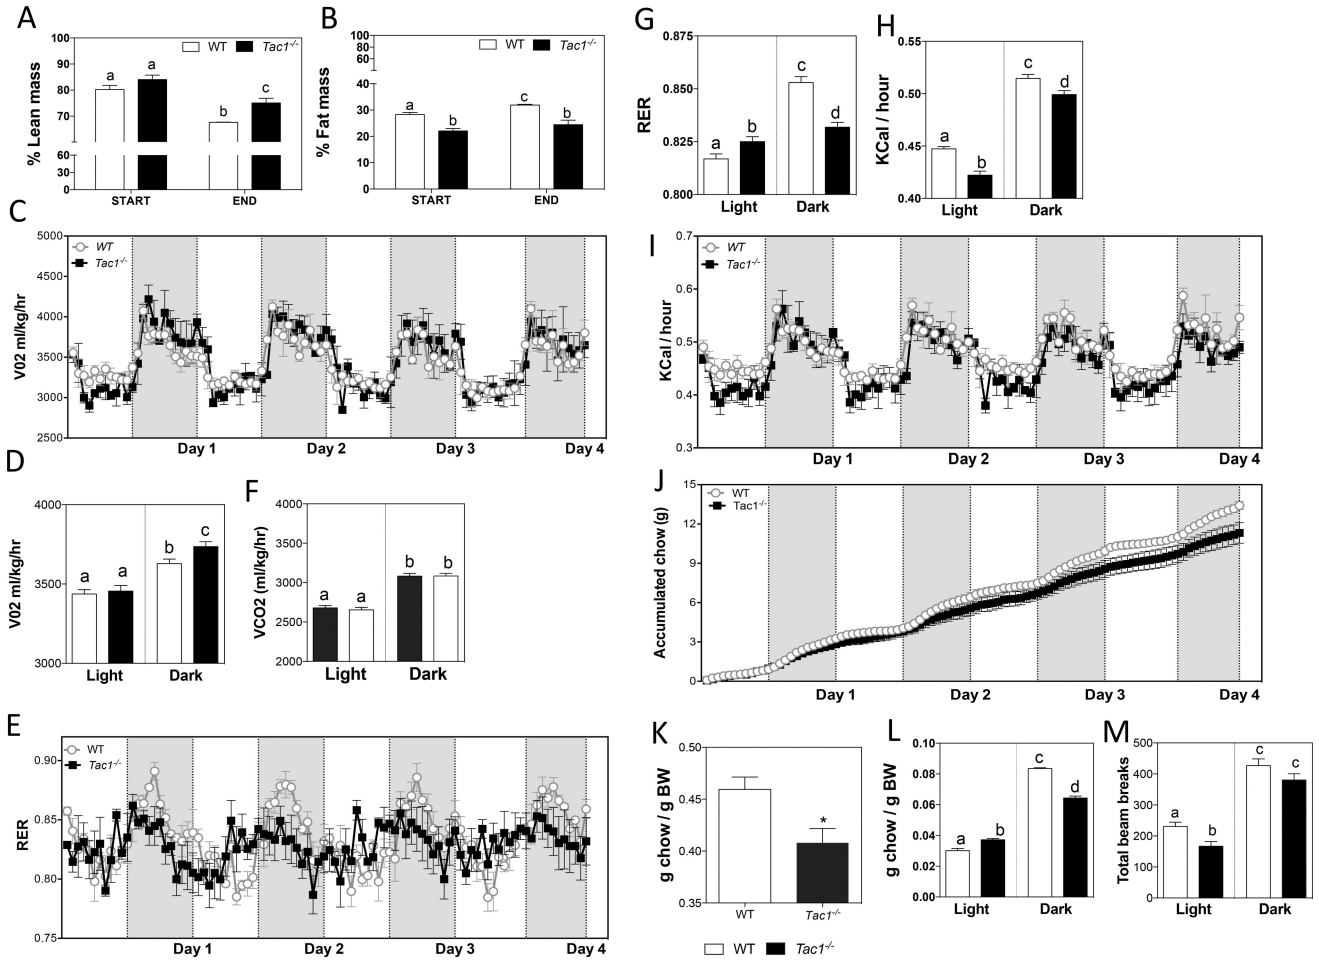 A
% Lean mass
100
90
80
70
60
30
0
WT Tac1-/-
a a b c
START END
B
% Fat mass
100
80
60
40
30
20
10
0
WT Tac1-/-
a b c b
START END
G
RER
0.875
0.850
0.825
0.800
a b c d
Light Dark
H
KCal / hour
0.55
0.50
0.45
0.40
a b c d
Light Dark
C
V02 ml/kg/hr
5000
4500
4000
3500
3000
2500
WT
Tac1-/-
Day 1 Day 2 Day 3 Day 4
I
KCal / hour
0.7
0.6
0.5
0.4
0.3
WT
Tac1-/-
Day 1 Day 2 Day 3 Day 4
D
V02 ml/kg/hr
4000
3500
3000
a a b c
Light Dark
F
VCO2 (ml/kg/hr)
4000
3500
3000
2500
2000
a a b b
Light Dark
J
Accumulated chow (g)
15
12
9
6
3
0
WT
Tac1-/-
Day 1 Day 2 Day 3 Day 4
E
RER
0.90
0.85
0.80
0.75
WT
Tac1-/-
Day 1 Day 2 Day 3 Day 4
K
g chow / g BW
0.50
0.45
0.40
0.35
*
WT Tac1-/-
WT Tac1-/-
L
g chow / g BW
0.10
0.08
0.06
0.04
0.02
0.00
a b c d
Light Dark
M
Total beam breaks
500
400
300
200
100
0
a b c c
Light Dark